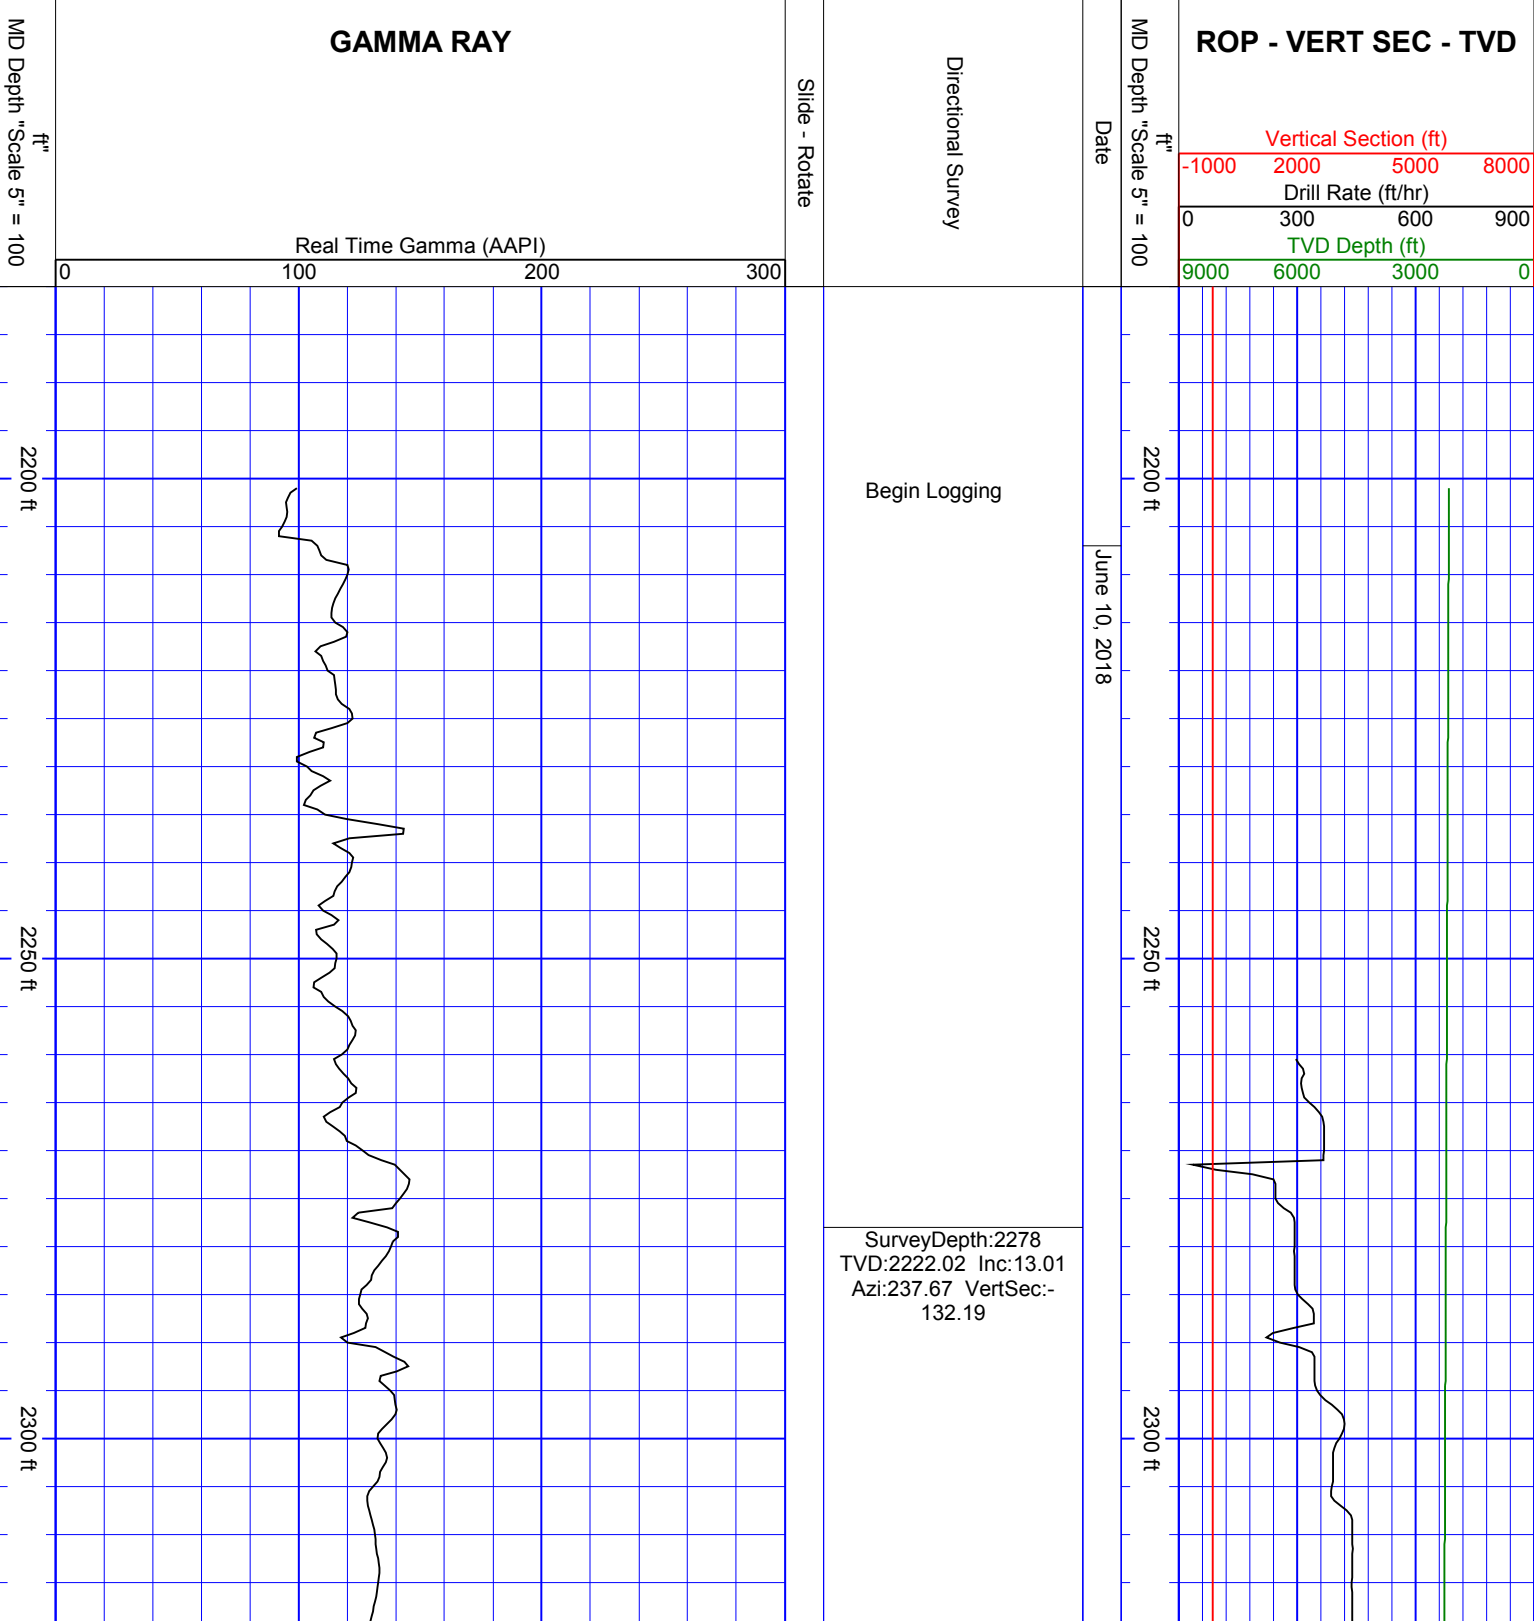 MD Depth "Scale 5" = 100
ft"
GAMMA RAY
Real Time Gamma (AAPI)
0 100 200 300
Slide - Rotate
Directional Survey
Date
MD Depth "Scale 5" = 100
ft"
ROP - VERT SEC - TVD
Vertical Section (ft)
-1000 2000 5000 8000
Drill Rate (ft/hr)
0 300 600 900
TVD Depth (ft)
9000 6000 3000 0
2200 ft
2250 ft
2300 ft
Begin Logging
SurveyDepth:2278
TVD:2222.02 Inc:13.01
Azi:237.67 VertSec:-
132.19
June 10, 2018
2200 ft
2250 ft
2300 ft